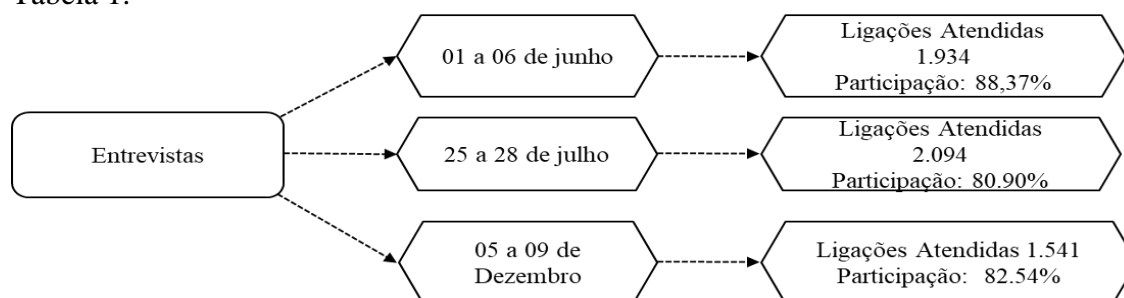 Tabela 1.
Entrevistas
01 a 06 de junho
Ligações Atendidas
1.934
Participação: 88,37%
25 a 28 de julho
Ligações Atendidas
2.094
Participação: 80.90%
05 a 09 de
Dezembro
Ligações Atendidas 1.541
Participação: 82.54%